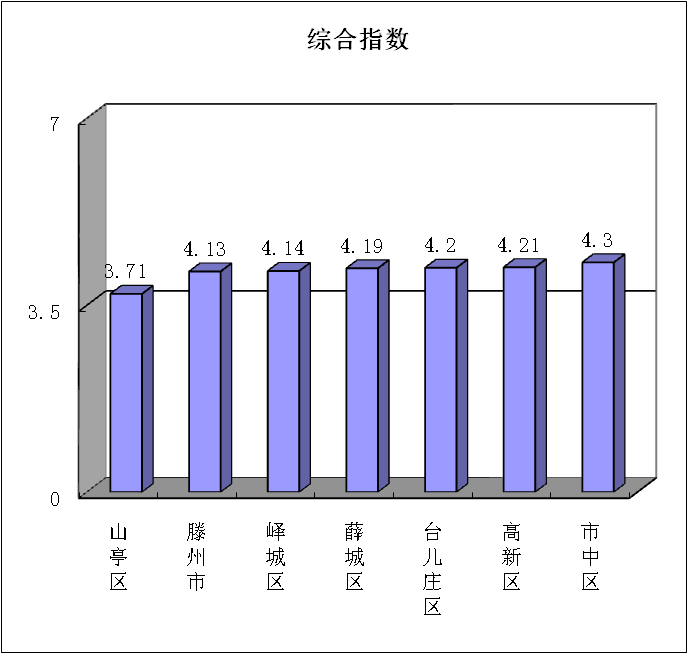 综合指数
7
3.5
0
3.71
4.13
4.14
4.19
4.2
4.21
4.3
山亭区
滕州市
峄城区
薛城区
台儿庄区
高新区
市中区